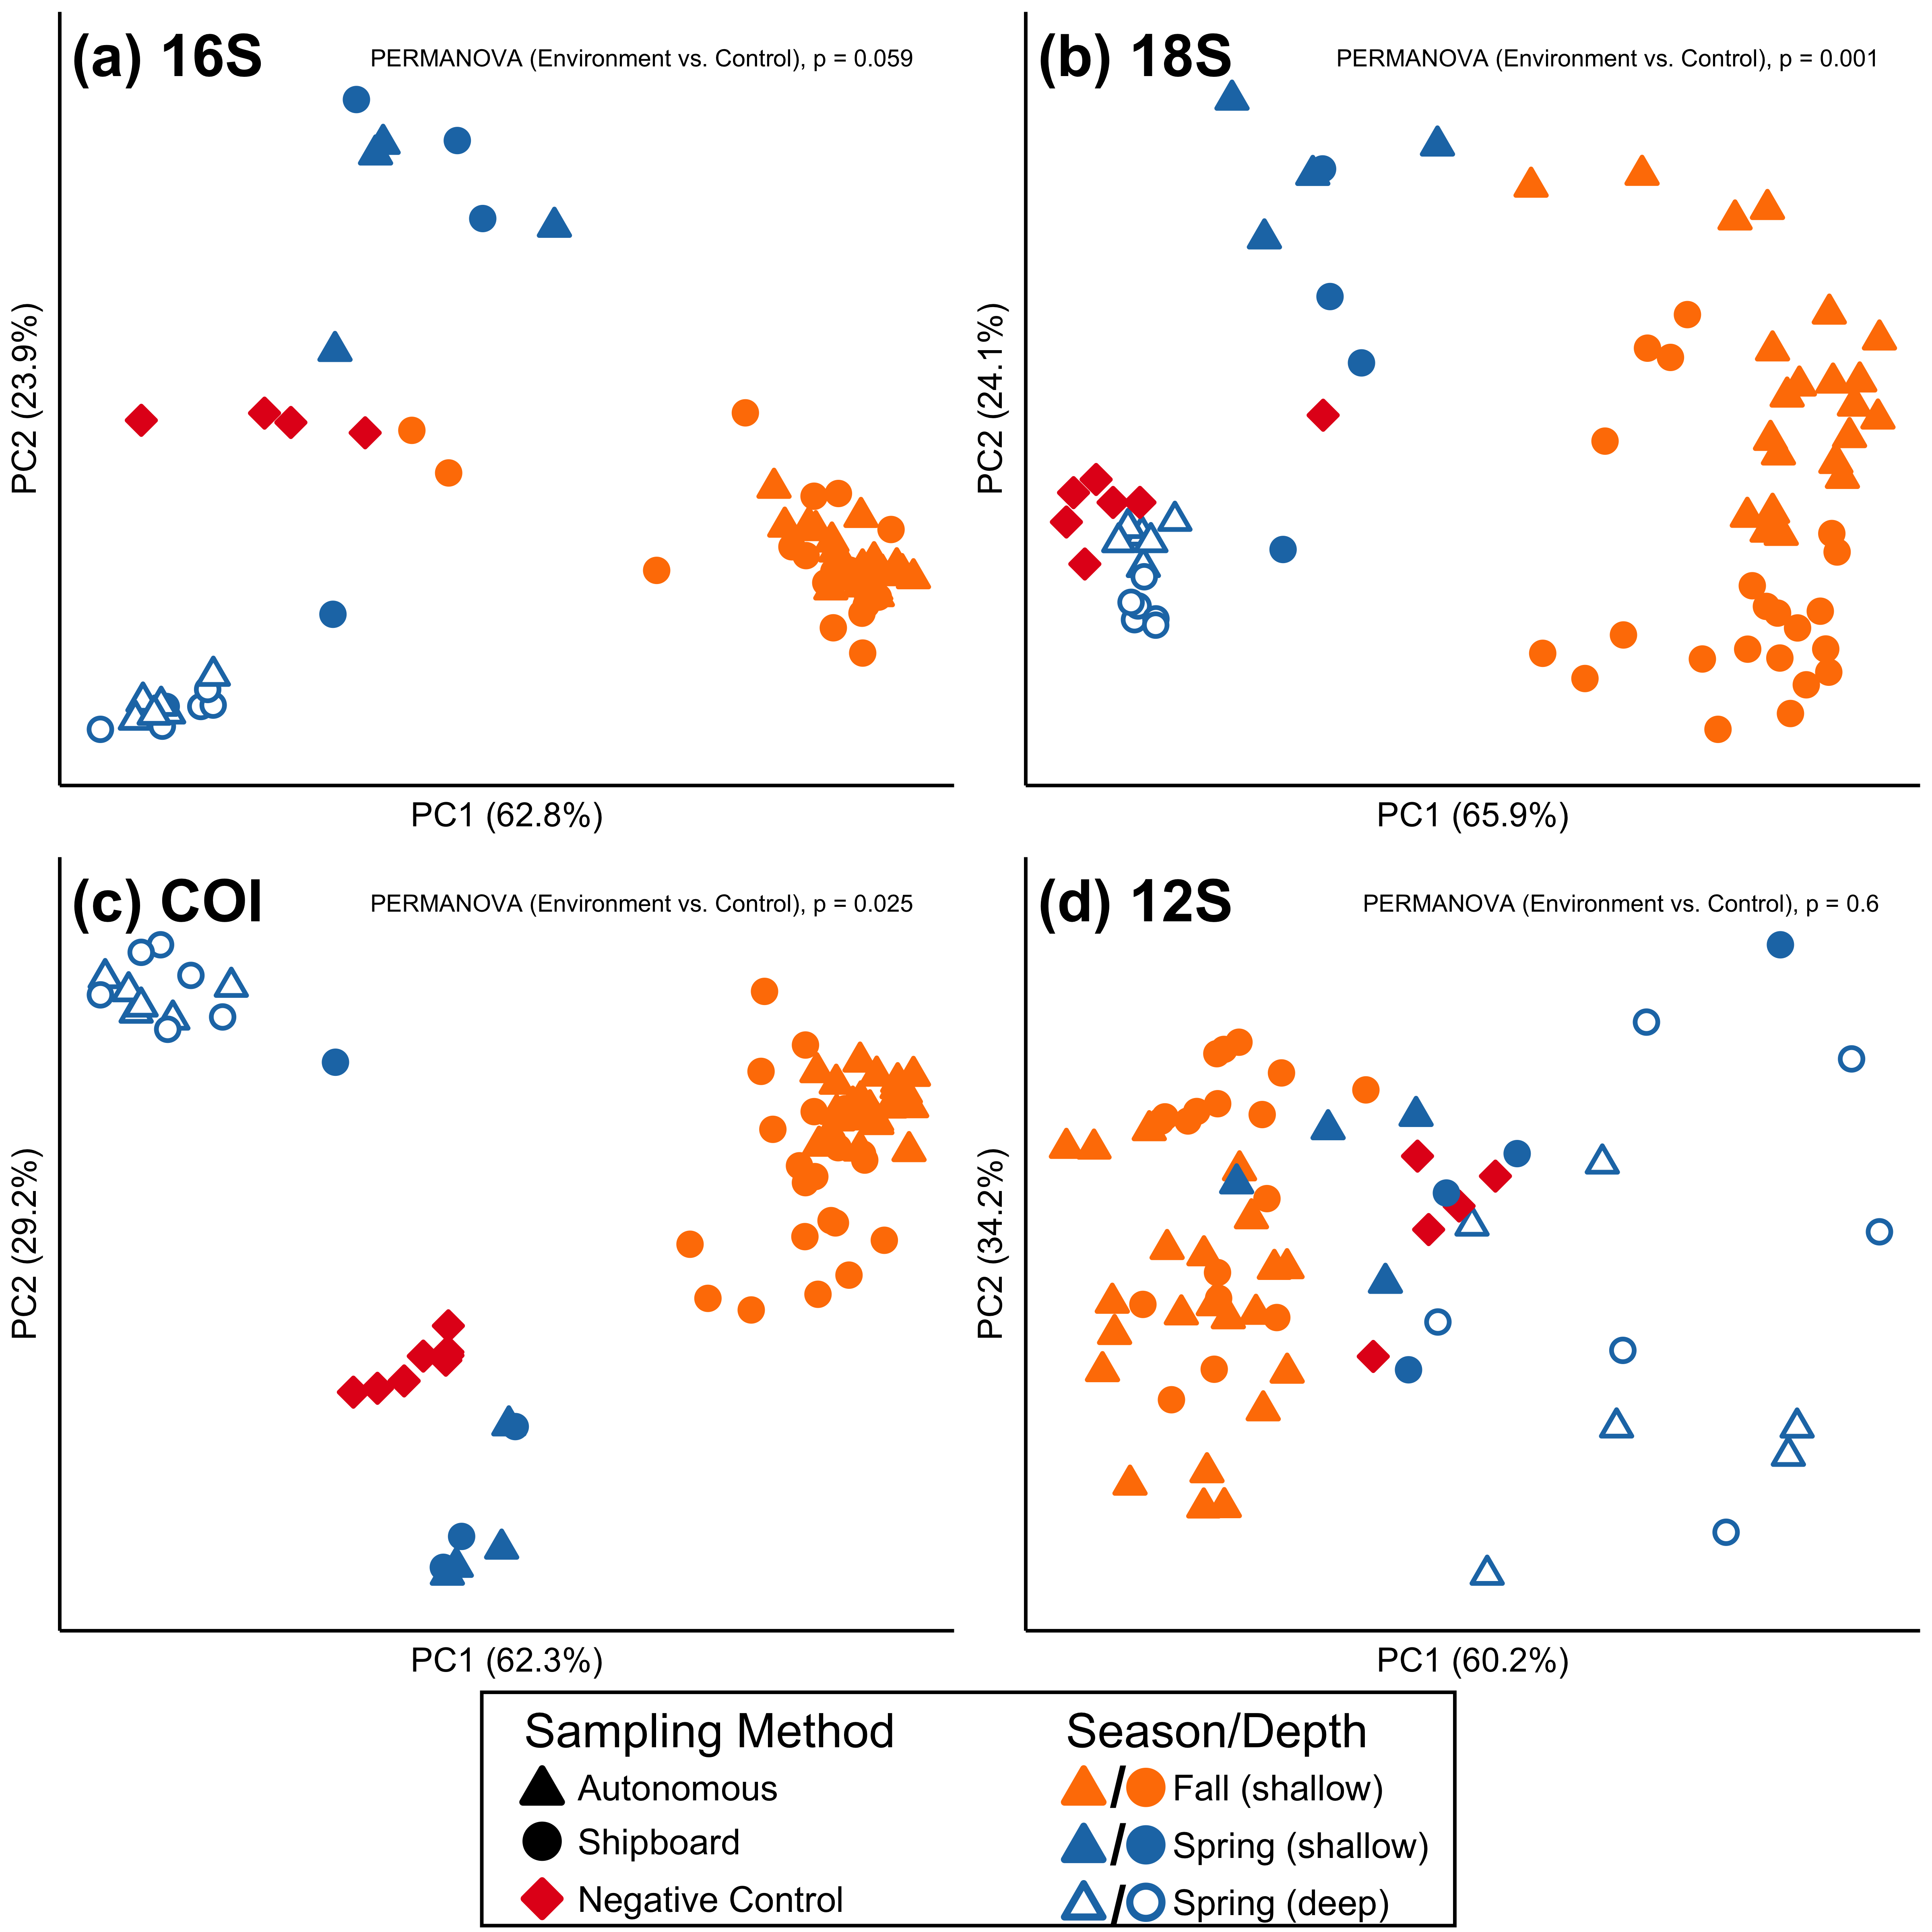 (a) 16S
PERMANOVA (Environment vs. Control), p = 0.059
PC2 (23.9%)
PC1 (62.8%)
(b) 18S
PERMANOVA (Environment vs. Control), p = 0.001
PC2 (24.1%)
PC1 (65.9%)
(c) COI
PERMANOVA (Environment vs. Control), p = 0.025
PC2 (29.2%)
PC1 (62.3%)
(d) 12S
PERMANOVA (Environment vs. Control), p = 0.6
PC2 (34.2%)
PC1 (60.2%)
Sampling Method
Autonomous
Shipboard
Negative Control
Season/Depth
/ Fall (shallow)
/ Spring (shallow)
/ Spring (deep)